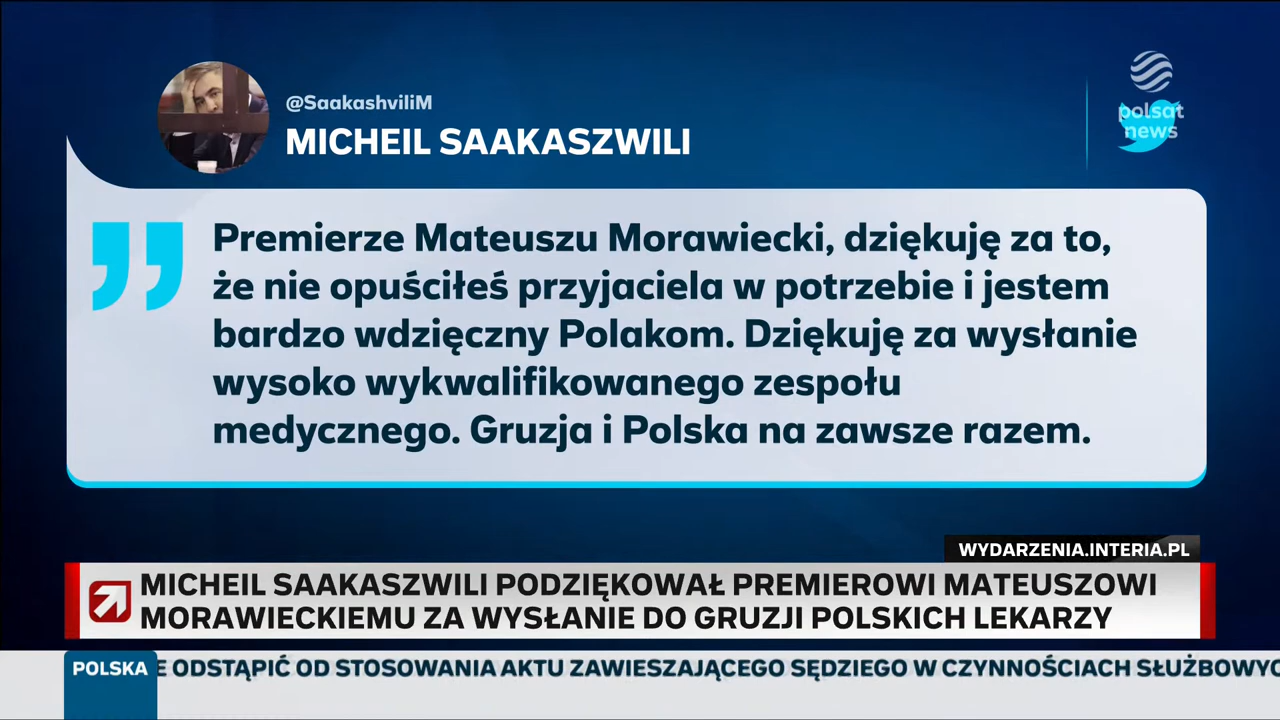 @SaakashviliM
MICHEIL SAAKASZWILI
polsat
news
Premierze Mateuszu Morawiecki, dziękuję za to,
że nie opuściłeś przyjaciela w potrzebie i jestem
bardzo wdzięczny Polakom. Dziękuję za wysłanie
wysoko wykwalifikowanego zespołu
medycznego. Gruzja i Polska na zawsze razem.
WYDARZENIA.INTERIA.PL
MICHEIL SAAKASZWILI PODZIĘKOWAŁ PREMIEROWI MATEUSZOWI
MORAWIECKIEMU ZA WYSŁANIE DO GRUZJI POLSKICH LEKARZY
POLSKA
E ODSTĄPIĆ OD STOSOWANIA AKTU ZAWIESZAJĄCEGO SĘDZIEGO W CZYNNOŚCIACH SŁUŻBOWYC